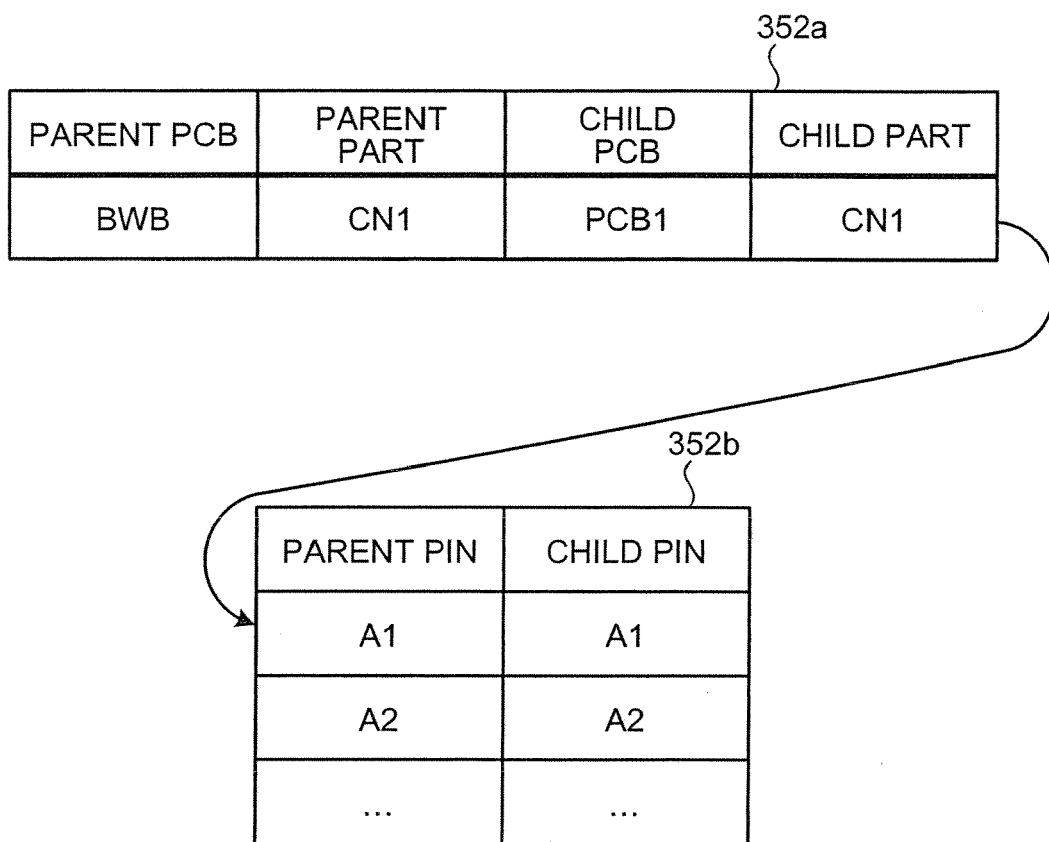 352a
PARENT PCB PARENT PART CHILD PCB CHILD PART
BWB CN1 PCB1 CN1
352b
PARENT PIN CHILD PIN
A1 A1
A2 A2
... ...